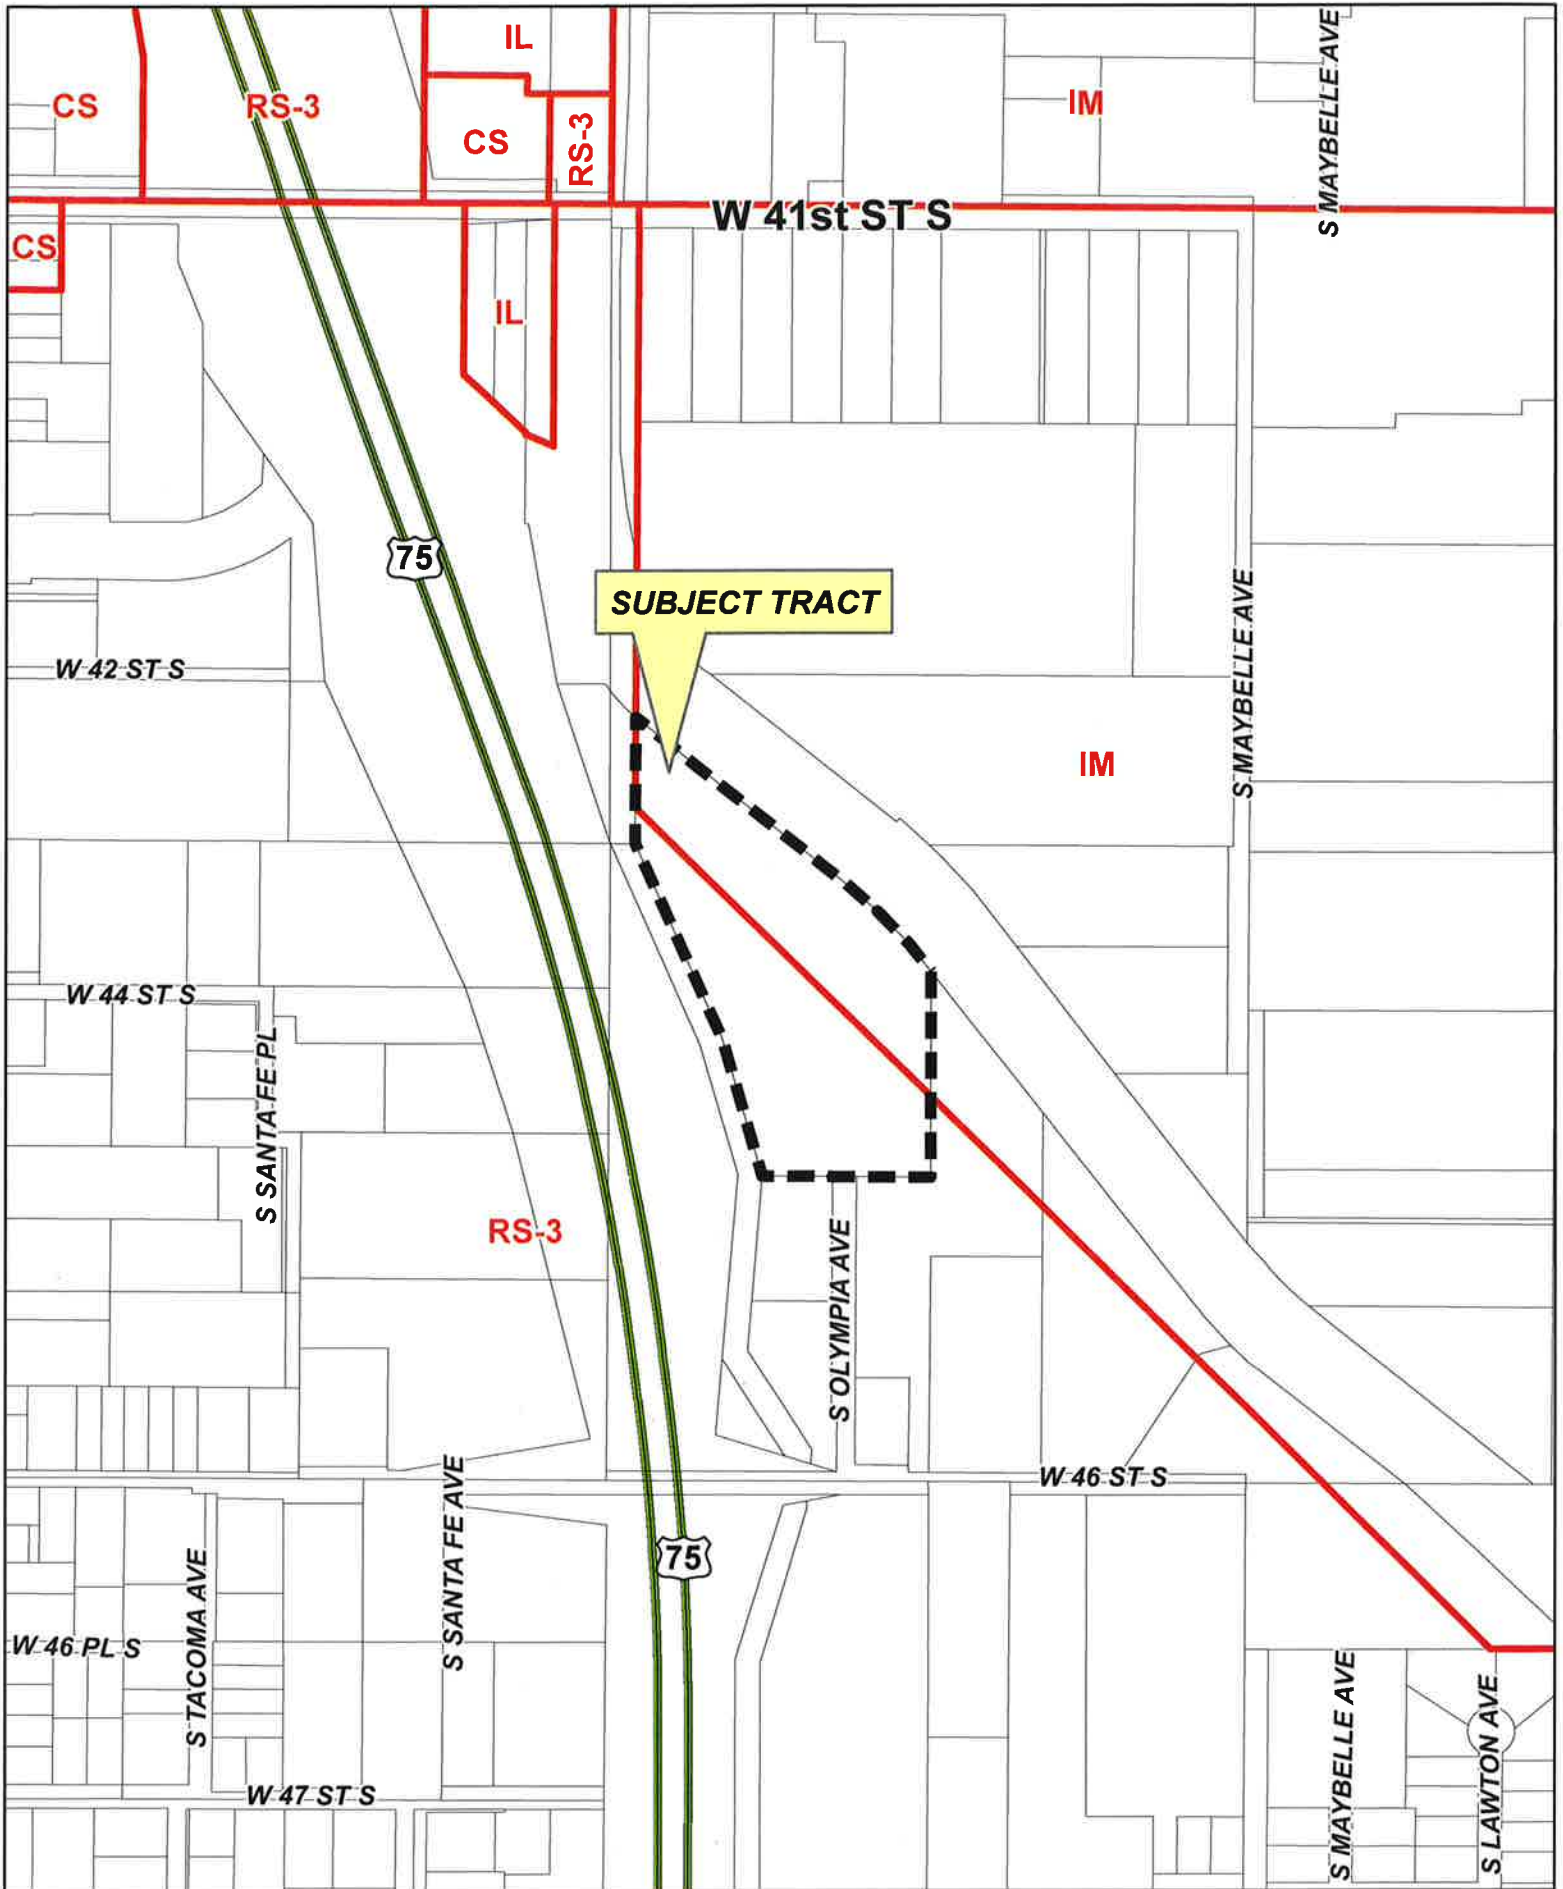 IL
S MAYBELLE AVE
CS
RS-3
IM
CS
RS-3
W 41st ST S
CS
IL
75
SUBJECT TRACT
W 42 ST S
S MAYBELLE AVE
IM
W 44 ST S
S SANTA FE PL
RS-3
S OLYMPIA AVE
W 46 ST S
S SANTA FE AVE
75
S TACOMA AVE
W 46 PL S
S MAYBELLE AVE
S LAWTON AVE
W 47 ST S